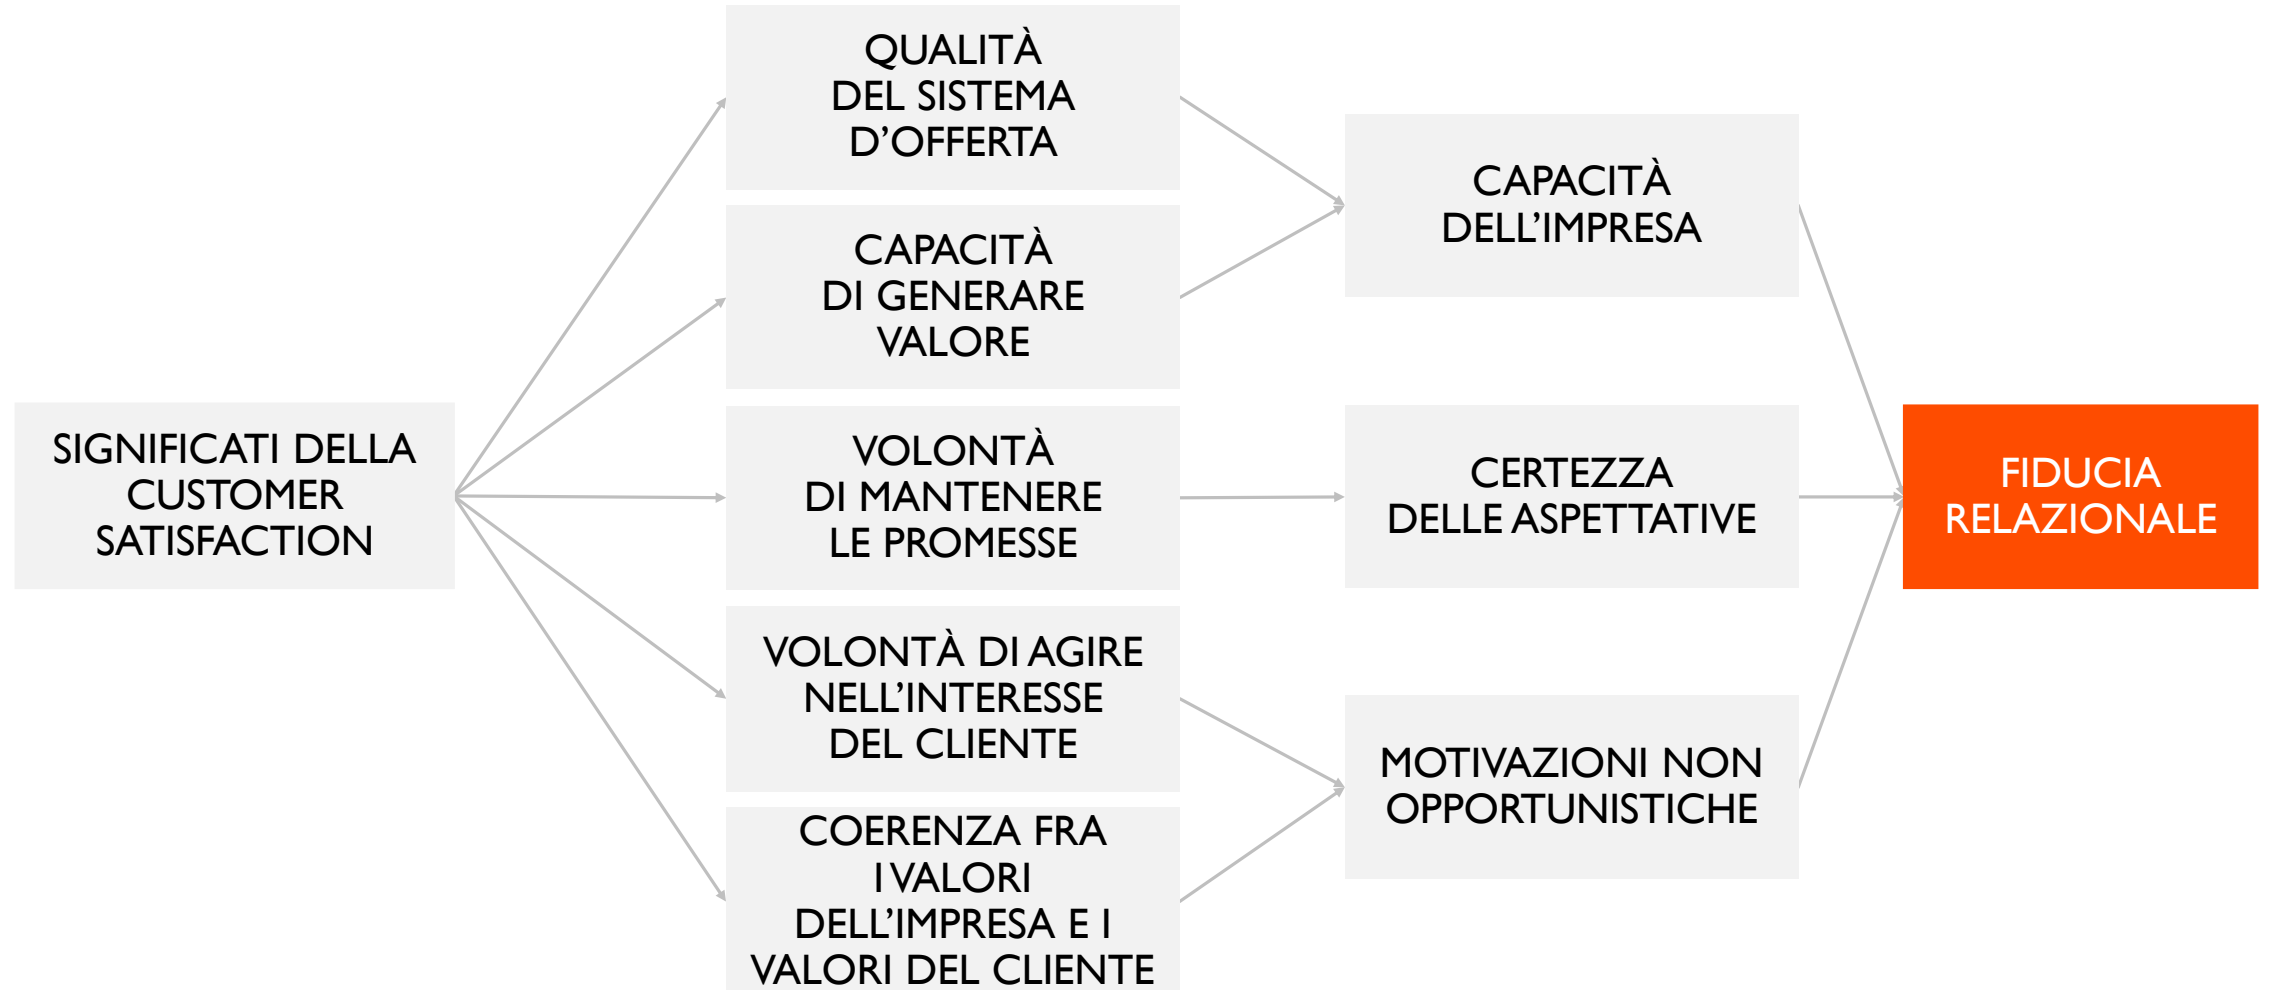 SIGNIFICATI DELLA
CUSTOMER
SATISFACTION
QUALITÀ
DEL SISTEMA
D’OFFERTA
CAPACITÀ
DI GENERARE
VALORE
VOLONTÀ
DI MANTENERE
LE PROMESSE
VOLONTÀ DI AGIRE
NELL’INTERESSE
DEL CLIENTE
COERENZA FRA
I VALORI
DELL’IMPRESA E I
VALORI DEL CLIENTE
CAPACITÀ
DELL’IMPRESA
CERTEZZA
DELLE ASPETTATIVE
MOTIVAZIONI NON
OPPORTUNISTICHE
FIDUCIA
RELAZIONALE